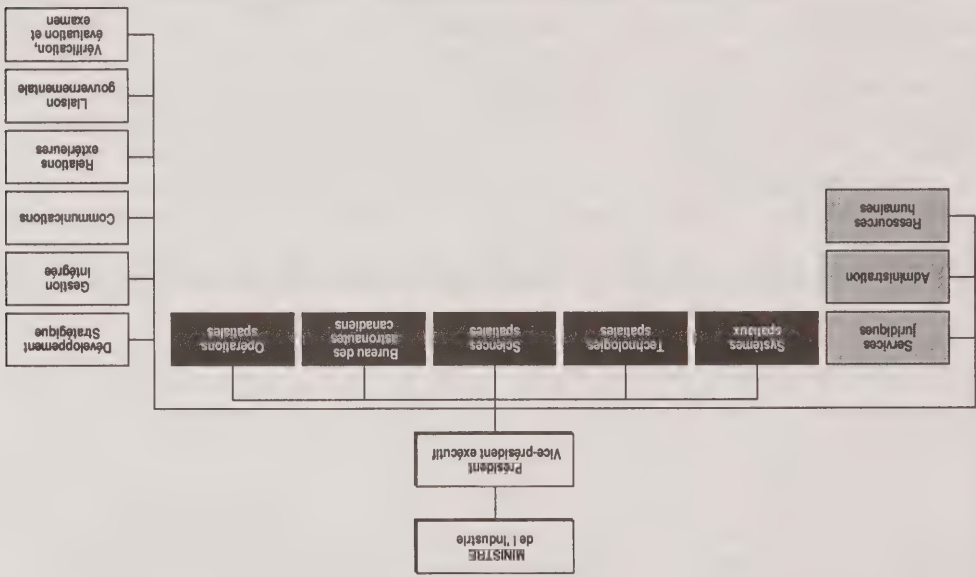 MINISTRE
de l'Industrie
Président
Vice-président exécutif
Services
juridiques
Administration
Ressources
humaines
Systèmes
spatiaux
Technologies
spatiales
Sciences
spatiales
Bureau des
astronautes
canadiens
Opérations
spatiales
Développement
Stratégique
Gestion
Intégrée
Communications
Relations
extérieures
Liaison
gouvernementale
Vérification,
évaluation et
examen